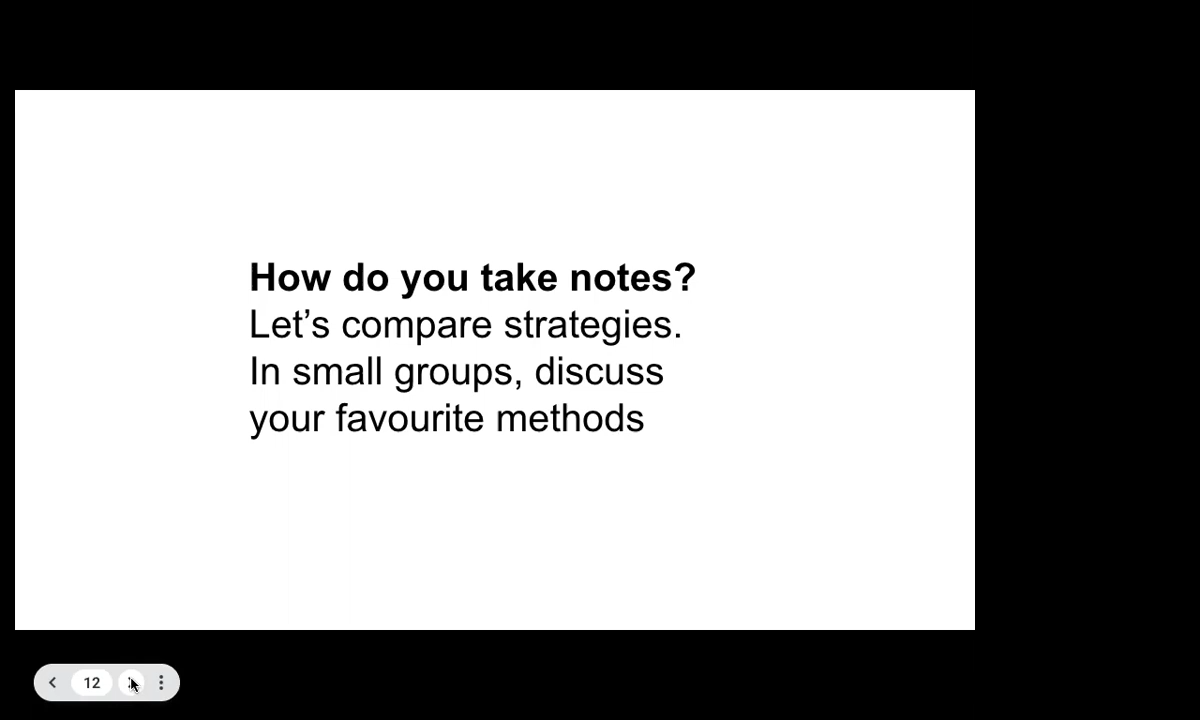 How do you take notes?
Let’s compare strategies.
In small groups, discuss
your favourite methods
12